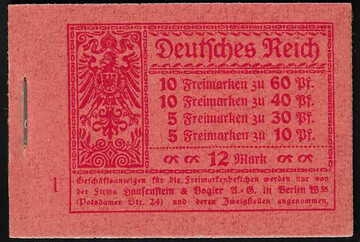 Deutsches Reich
10 Freimarken zu 60 Pf.
10 Freimarken zu 40 Pf.
5 Freimarken zu 30 Pf.
5 Freimarken zu 10 Pf.
12 Mark
1
Geschäftsanzeigen für die Freimarkenheftchen werden nur von
der Firma Haasenstein & Vogler A.-G. in Berlin W 35
(Potsdamer Str. 24) und deren Zweigstellen angenommen.